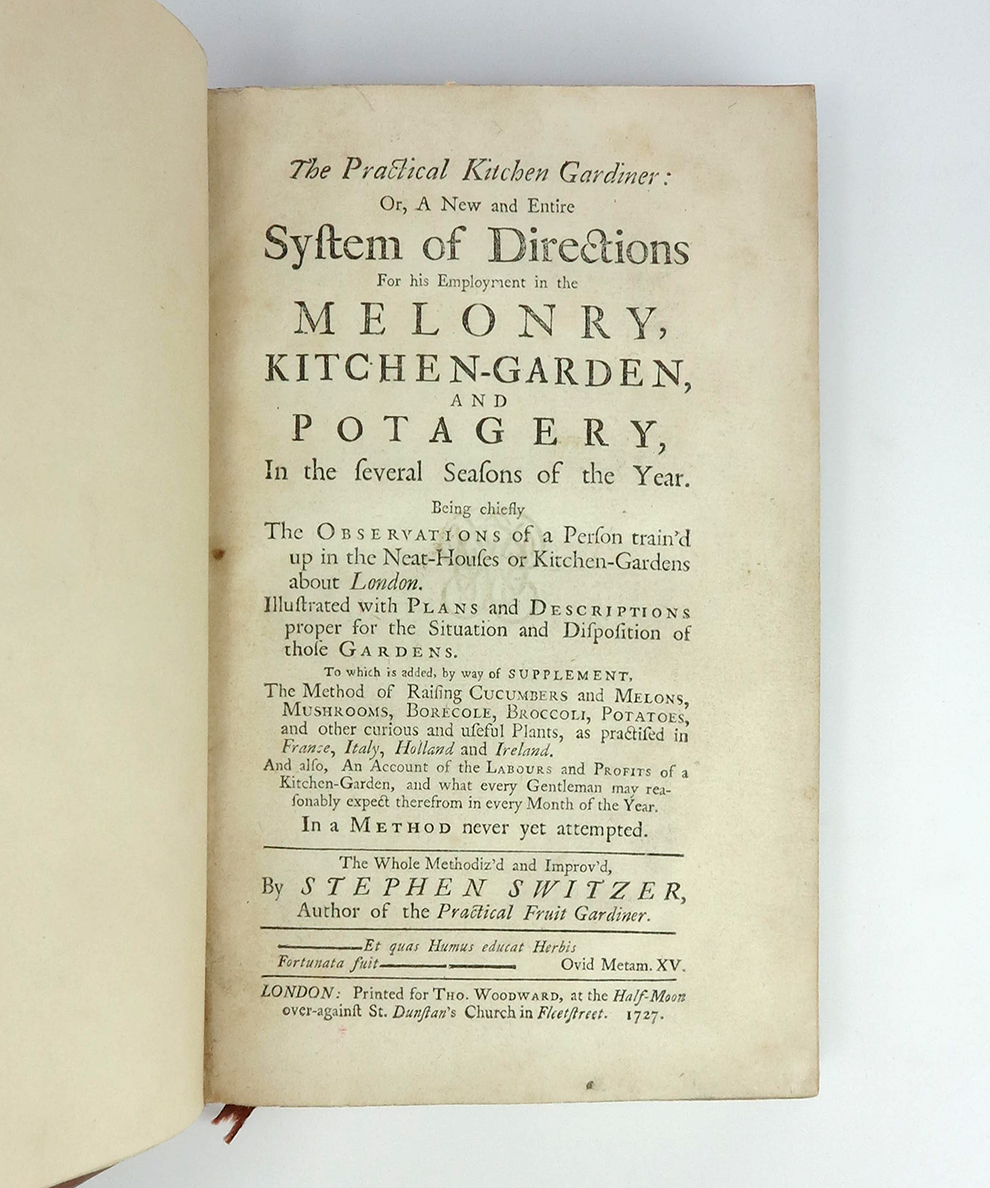 The Practical Kitchen Gardiner:
Or, A New and Entire
Syſtem of Directions
For his Employment in the
MELONRY,
KITCHEN-GARDEN,
AND
POTAGERY,
In the ſeveral Seaſons of the Year.
Being chiefly
The OBSERVATIONS of a Perſon train'd
up in the Neat-Houſes or Kitchen-Gardens
about London.
Illuſtrated with PLANS and DESCRIPTIONS
proper for the Situation and Diſpoſition of
thoſe GARDENS.
To which is added, by way of SUPPLEMENT,
The Method of Raiſing CUCUMBERS and MELONS,
MUSHROOMS, BORECOLE, BROCCOLI, POTATOES,
and other curious and uſeful Plants, as practiſed in
France, Italy, Holland and Ireland.
And alſo, An Account of the LABOURS and PROFITS of a
Kitchen-Garden, and what every Gentleman may rea-
ſonably expect therefrom in every Month of the Year.
In a METHOD never yet attempted.
The Whole Methodiz'd and Improv'd,
By STEPHEN SWITZER,
Author of the Practical Fruit Gardiner.
———Et quas Humus educat Herbis
Fortunata fuit——— Ovid Metam. XV.
LONDON: Printed for THO. WOODWARD, at the Half-Moon
over-againſt St. Dunſtan's Church in Fleetſtreet. 1727.